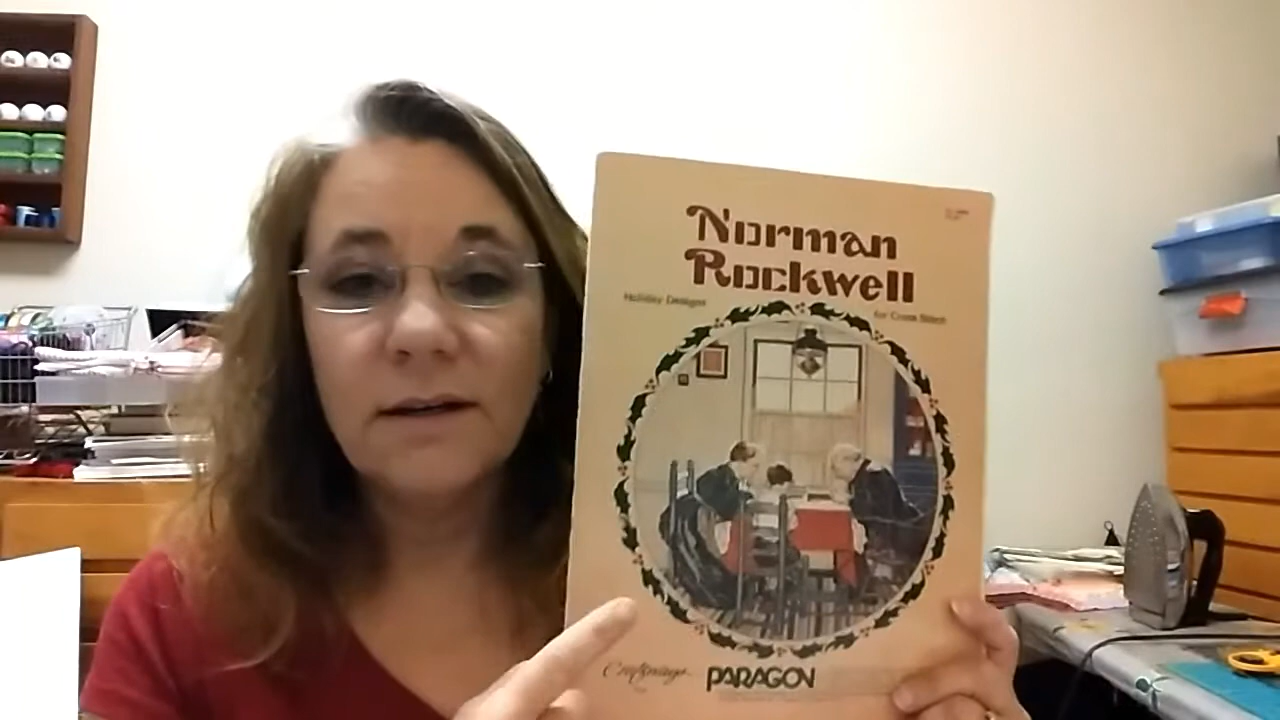 Norman
Rockwell
Holiday Designs
for Cross Stitch
PARAGON